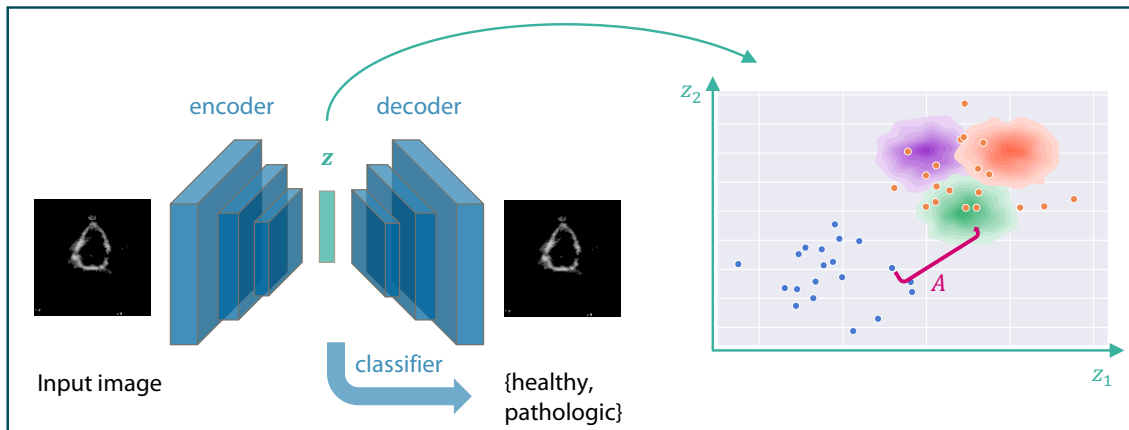 encoder
decoder
z
Input image
classifier
{healthy,
pathologic}
z₂
A
z₁